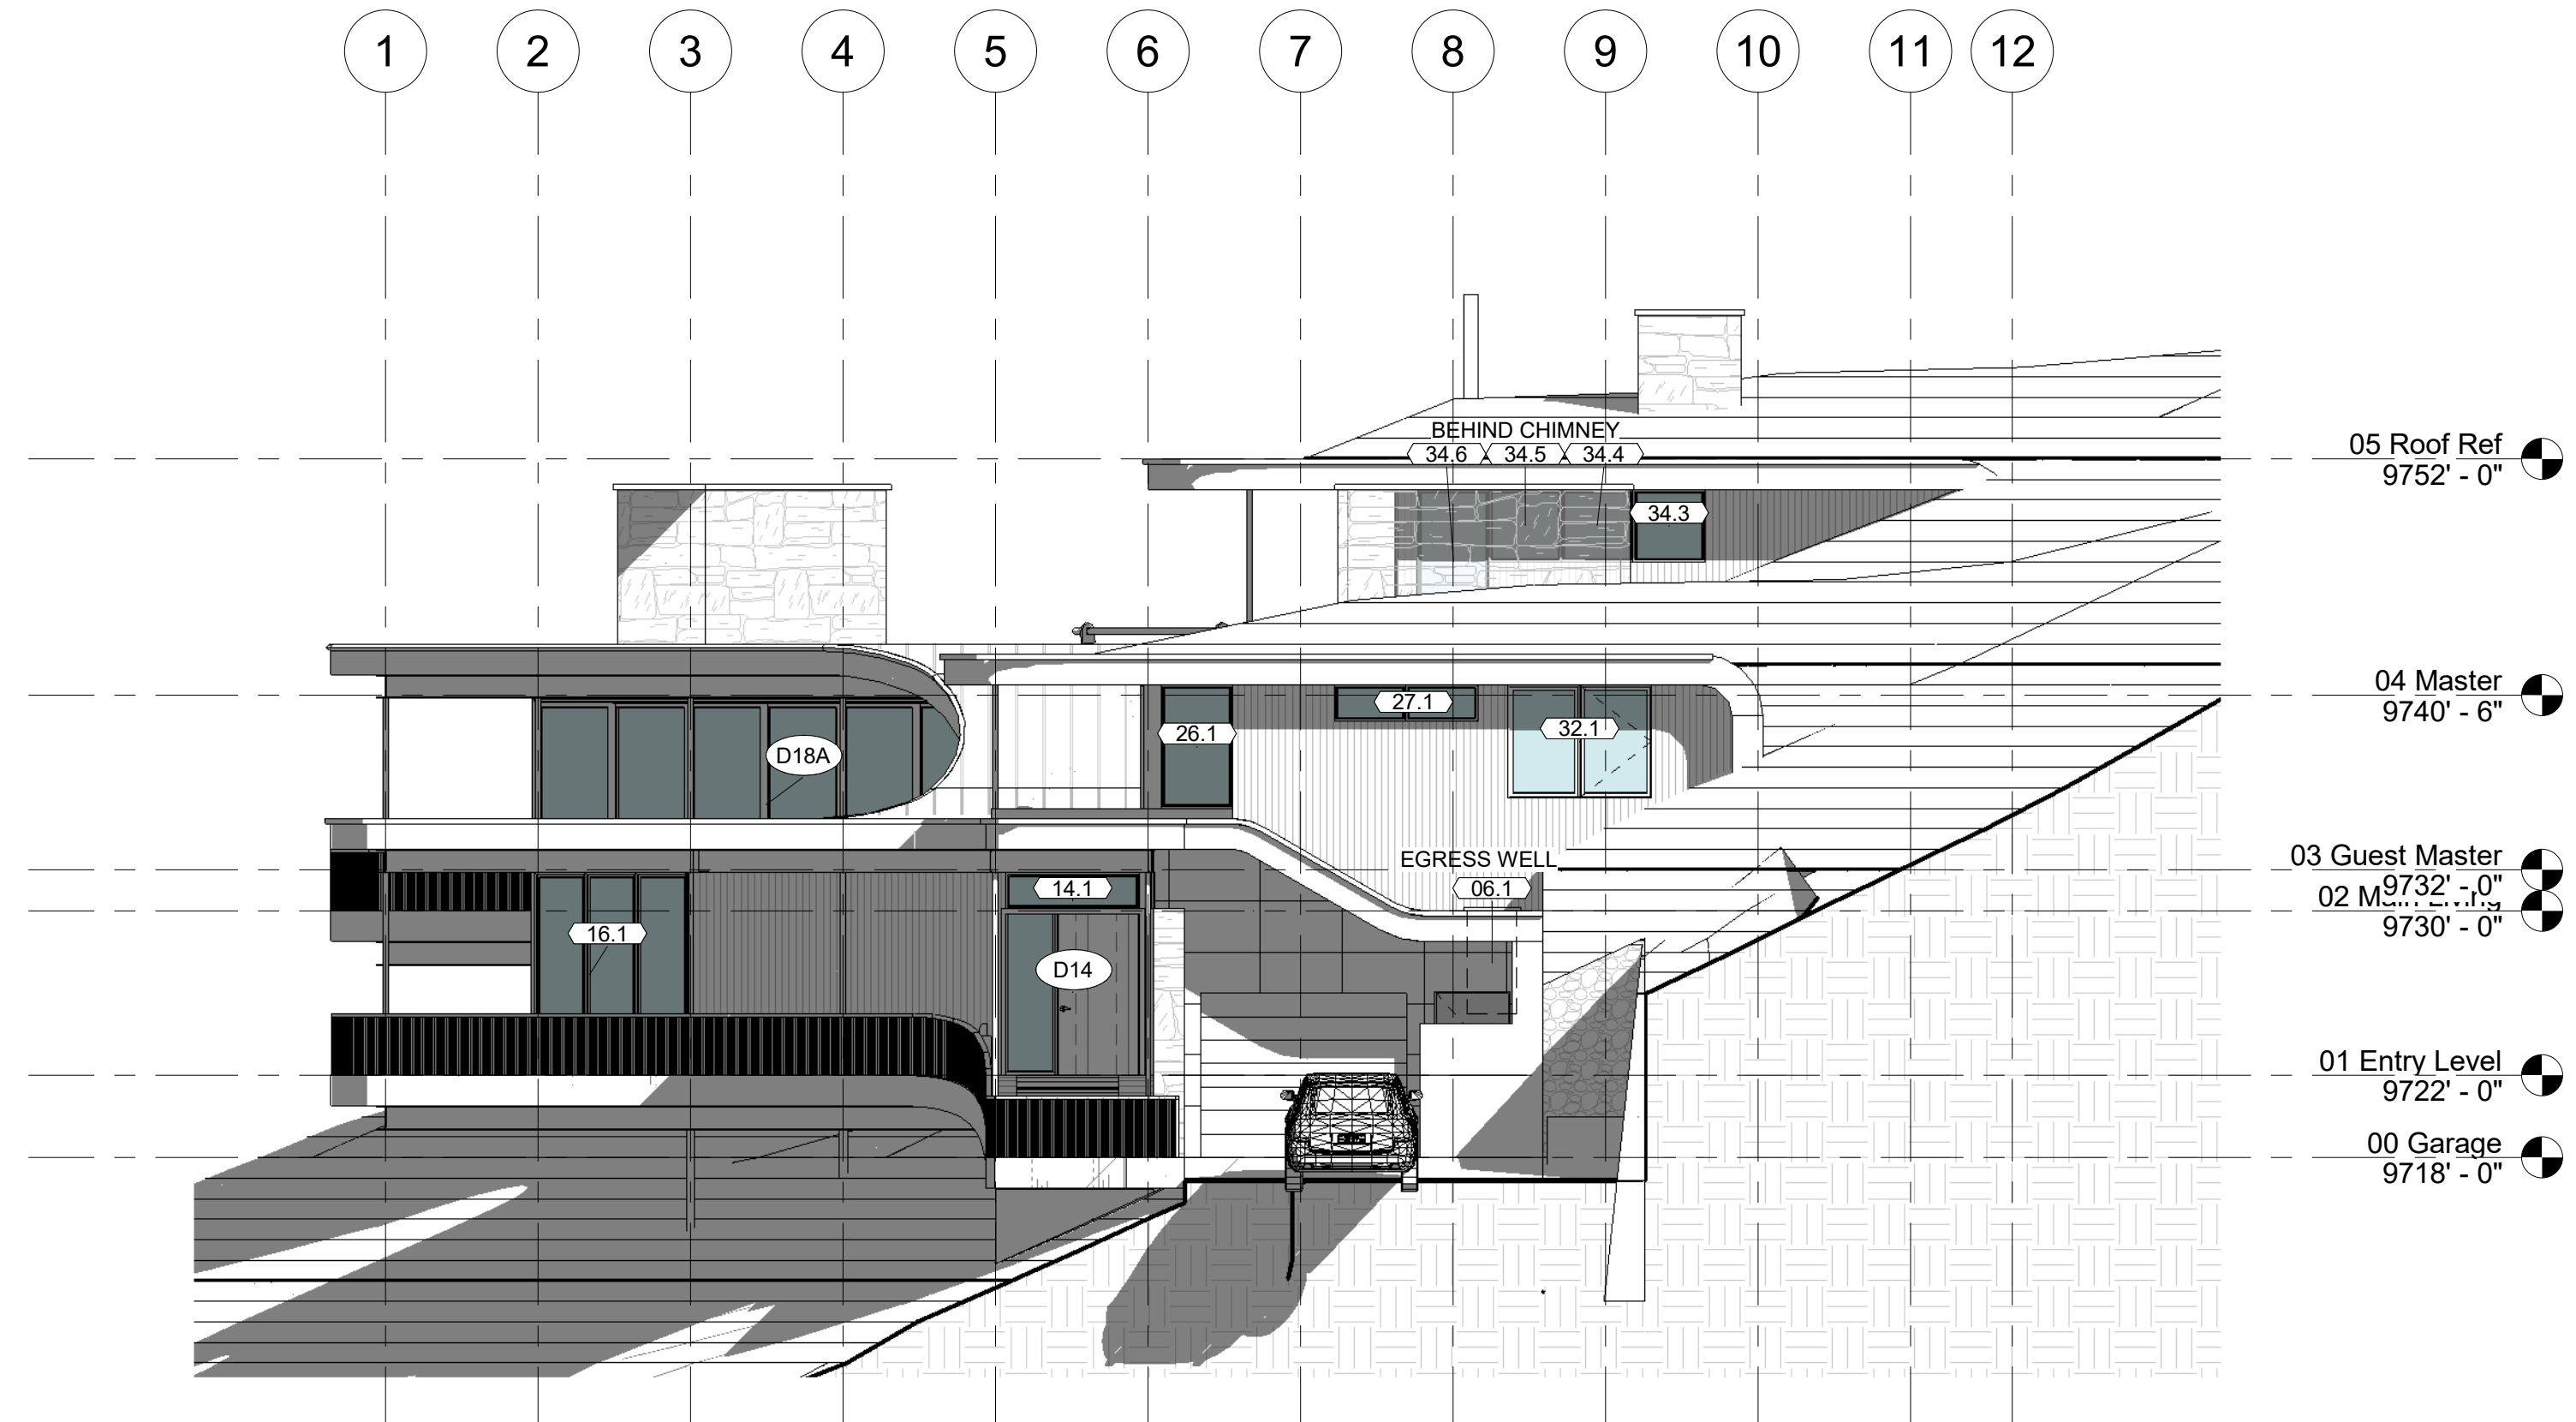 1 2 3 4 5 6 7 8 9 10 11 12
BEHIND CHIMNEY
34.6 34.5 34.4
05 Roof Ref
9752' - 0"
34.3
04 Master
9740' - 6"
27.1
26.1
32.1
D18A
EGRESS WELL
03 Guest Master
9732' - 0"
14.1
06.1
02 Main Living
9730' - 0"
16.1
D14
01 Entry Level
9722' - 0"
00 Garage
9718' - 0"